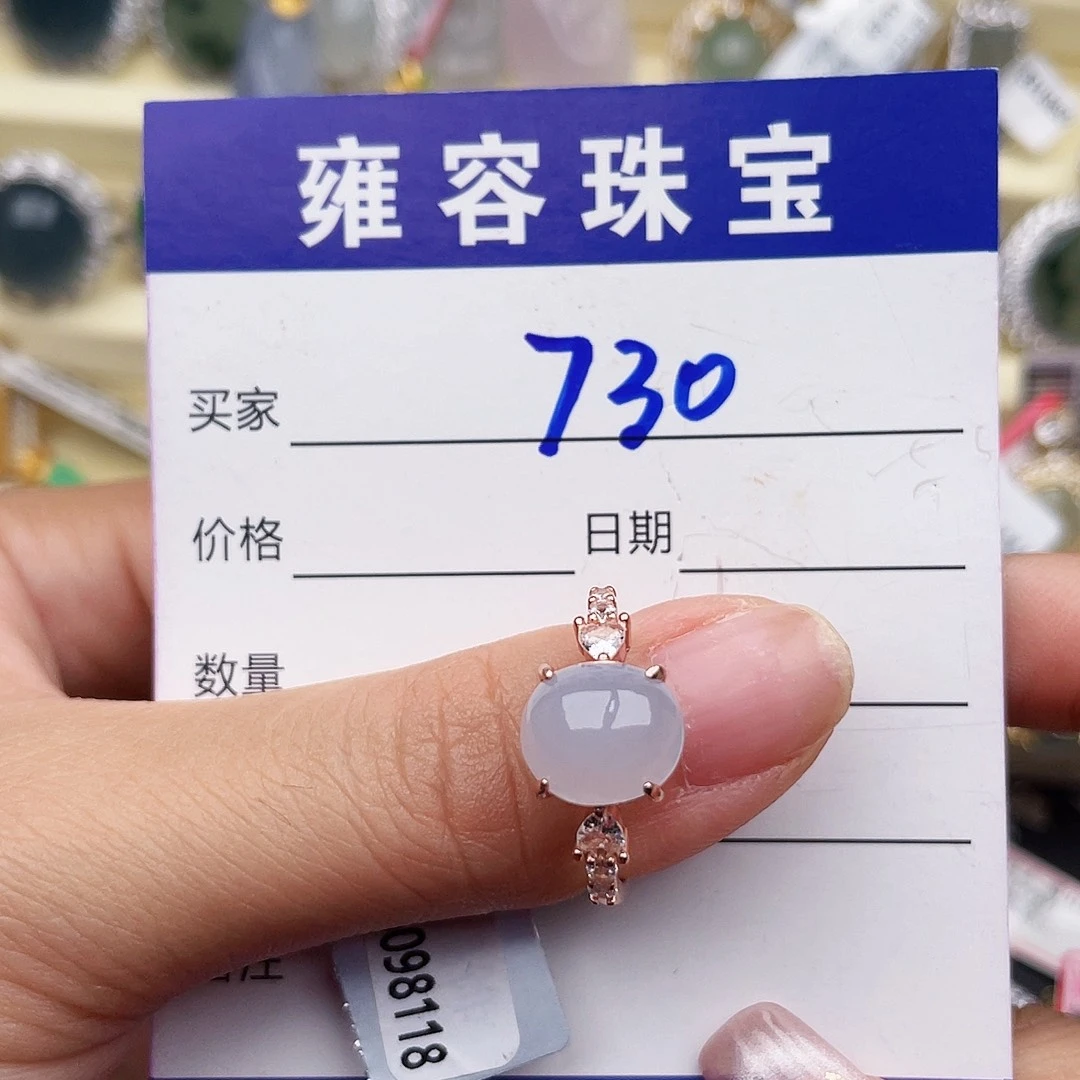 雍容珠宝
买家 730
价格 日期
数量
098118